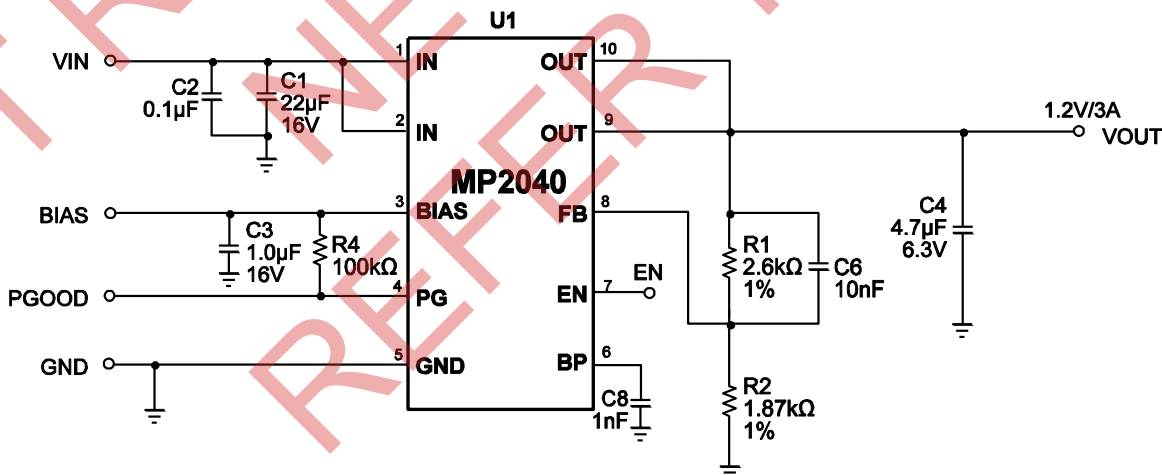 U1
VIN
1
IN
OUT
10
C2
0.1µF
C1
22µF
16V
2
IN
OUT
9
1.2V/3A
VOUT
MP2040
BIAS
3
BIAS
FB
8
C3
1.0µF
16V
R4
100kΩ
R1
2.6kΩ
1%
C6
10nF
C4
4.7µF
6.3V
PGOOD
4
PG
EN
7
EN
GND
5
GND
BP
6
C8
1nF
R2
1.87kΩ
1%
REFER